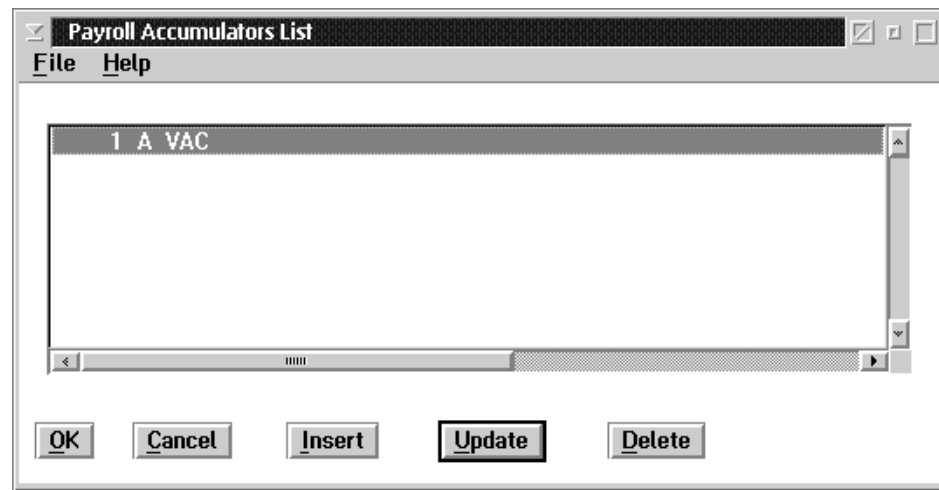 Payroll Accumulators List
File Help
1 A VAC
OK Cancel Insert Update Delete